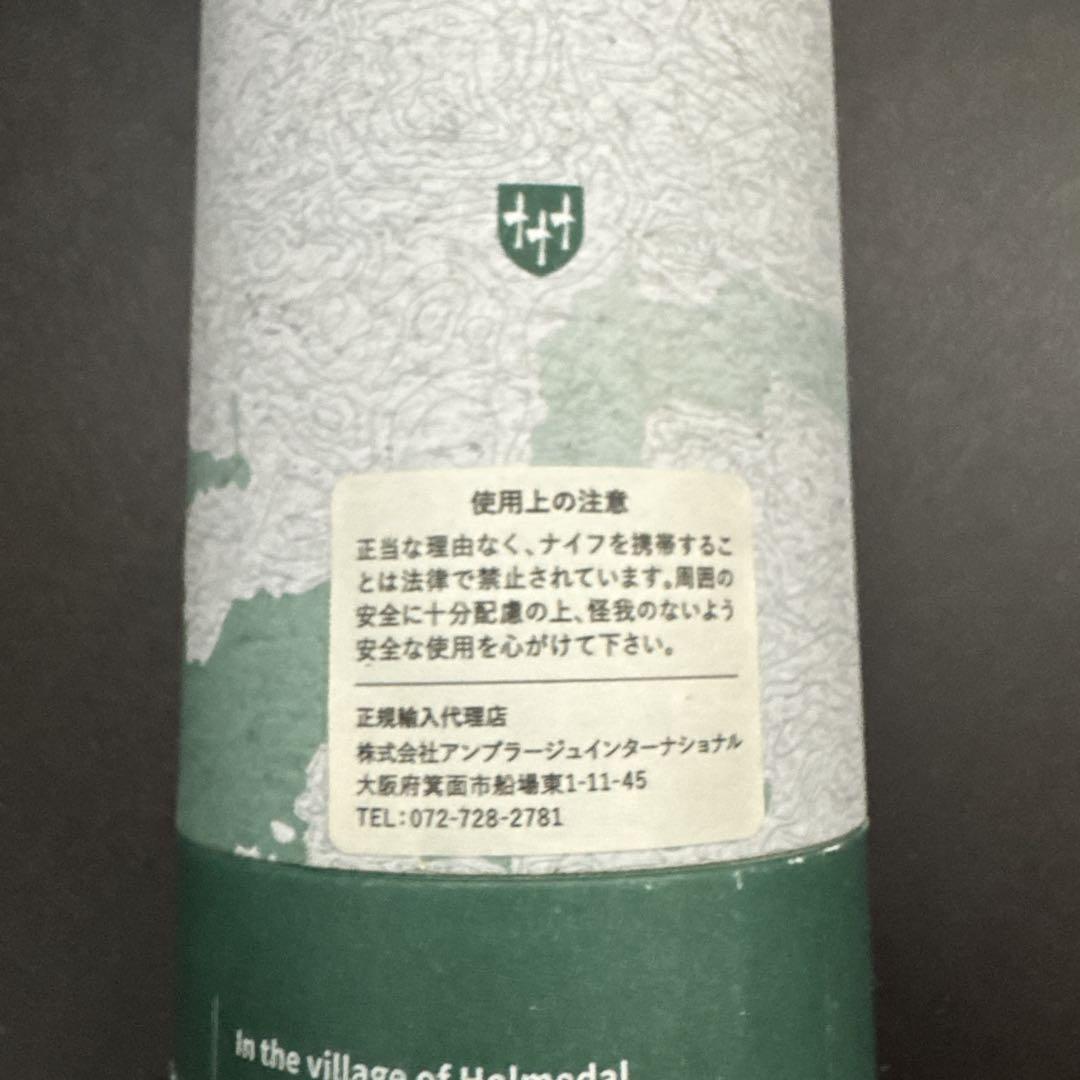 使用上の注意
正当な理由なく、ナイフを携帯するこ
とは法律で禁止されています。周囲の
安全に十分配慮の上、怪我のないよう
安全な使用を心がけて下さい。
正規輸入代理店
株式会社アンプラージュインターナショナル
大阪府箕面市船場東1-11-45
TEL:072-728-2781
In the village of Holmedal